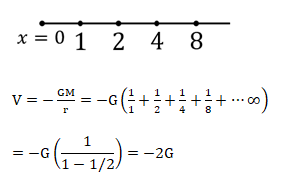 x = 0 1 2 4 8
V = −GM/r = −G(1/1 + 1/2 + 1/4 + 1/8 + ⋯∞)
= −G(1/(1 − 1/2)) = −2G